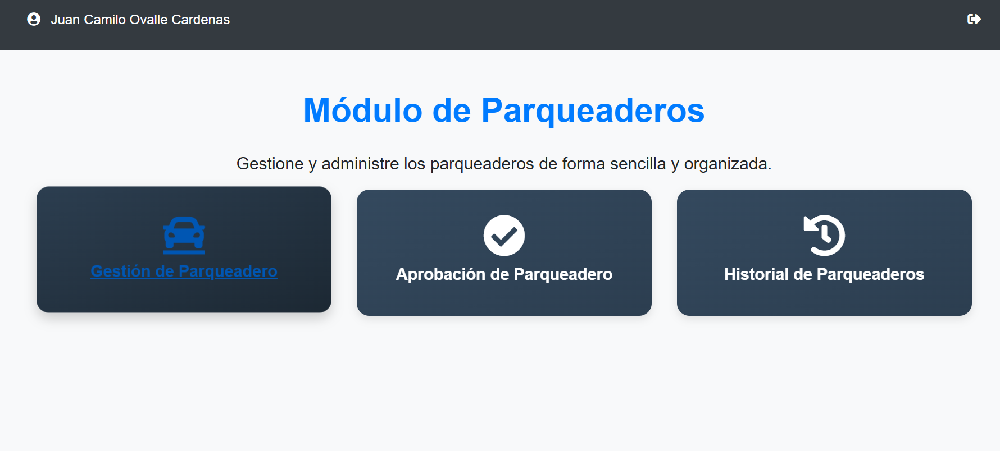 Juan Camilo Ovalle Cardenas
Módulo de Parqueaderos
Gestione y administre los parqueaderos de forma sencilla y organizada.
Gestión de Parqueadero
Aprobación de Parqueadero
Historial de Parqueaderos